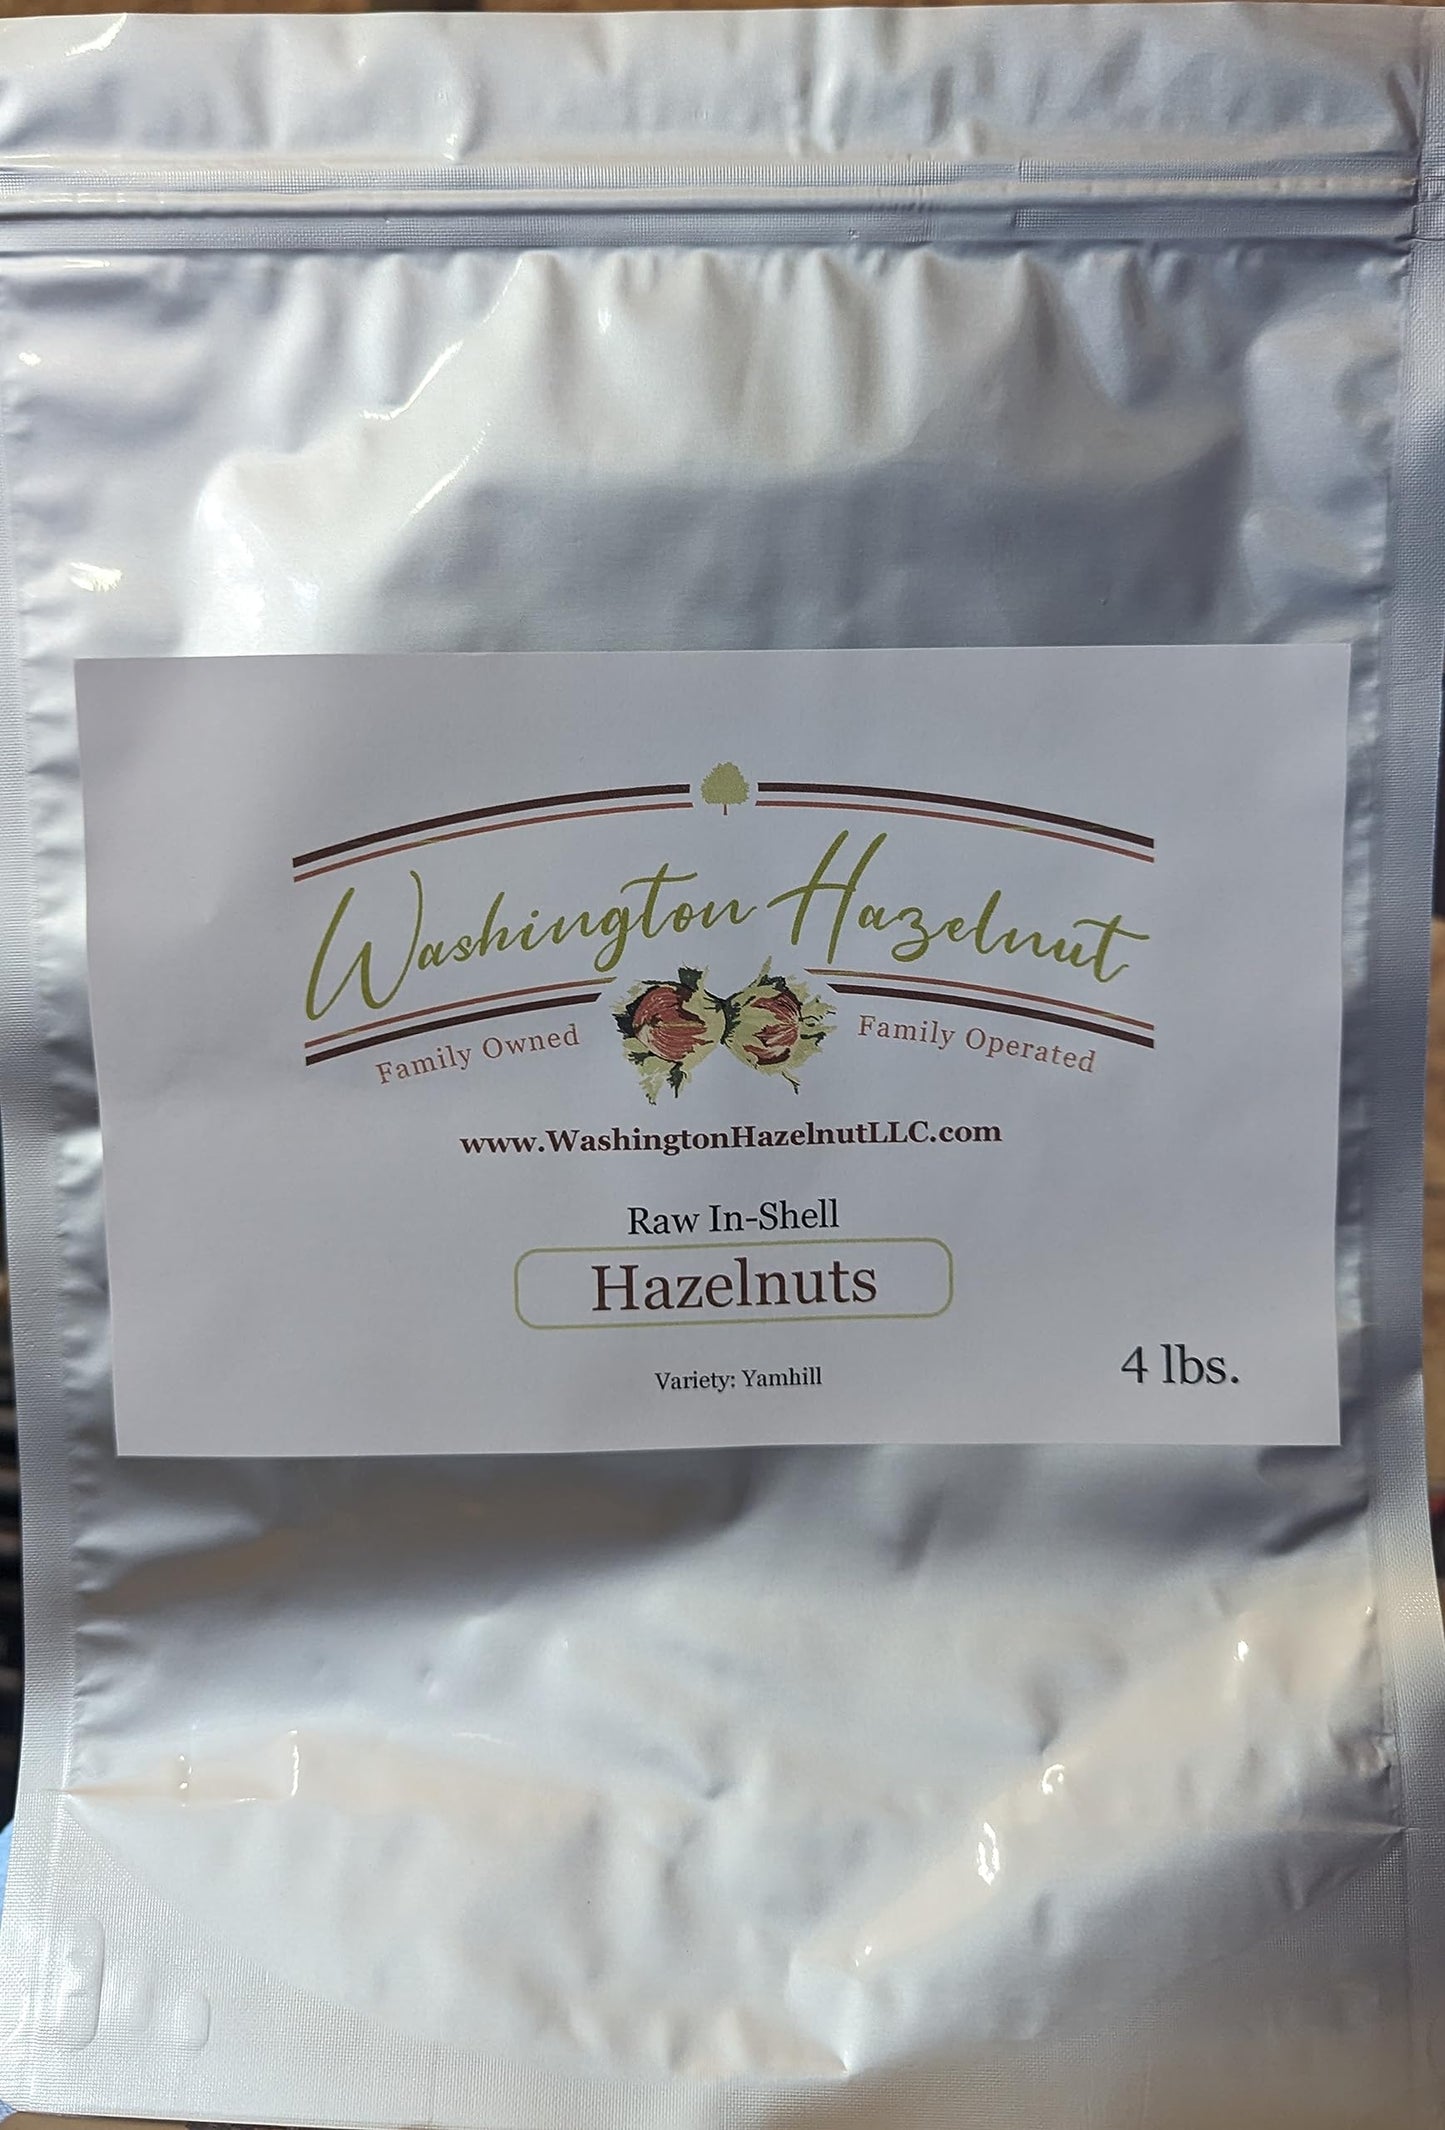 Washington Hazelnut
Family Owned
Family Operated
www.WashingtonHazelnutLLC.com
Raw In-Shell
Hazelnuts
Variety: Yamhill
4 lbs.